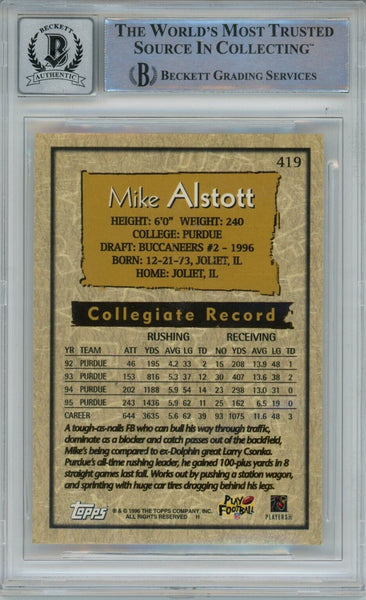 BECKETT
AUTHENTIC
THE WORLD'S MOST TRUSTED
SOURCE IN COLLECTING™
BECKETT GRADING SERVICES
419
Mike Alstott
HEIGHT: 6'0" WEIGHT: 240
COLLEGE: PURDUE
DRAFT: BUCCANEERS #2 – 1996
BORN: 12-21-73, JOLIET, IL
HOME: JOLIET, IL
Collegiate Record
RUSHING RECEIVING
YR TEAM ATT YDS AVG LG TD NO YDS AVG LG TD
92 PURDUE 46 195 4.2 33 2 15 208 13.9 48 1
93 PURDUE 153 816 5.3 37 12 30 407 13.6 38 2
94 PURDUE 202 1188 5.9 54 14 23 298 13.0 31 0
95 PURDUE 243 1436 5.9 62 11 25 162 6.5 19 0
CAREER 644 3635 5.6 62 39 93 1075 11.6 48 3
A tough-as-nails FB who can bull his way through traffic,
dominate as a blocker and catch passes out of the backfield,
Mike's being compared to ex-Dolphin great Larry Csonka.
Purdue's all-time rushing leader, he gained 100-plus yards in 8
straight games last fall. Works out by pushing a station wagon,
and sprinting with huge car tires dragging behind his legs.
TOPPS
® & © 1996 THE TOPPS COMPANY, INC.
ALL RIGHTS RESERVED H
PLAY
FOOTBALL
PLAYERS